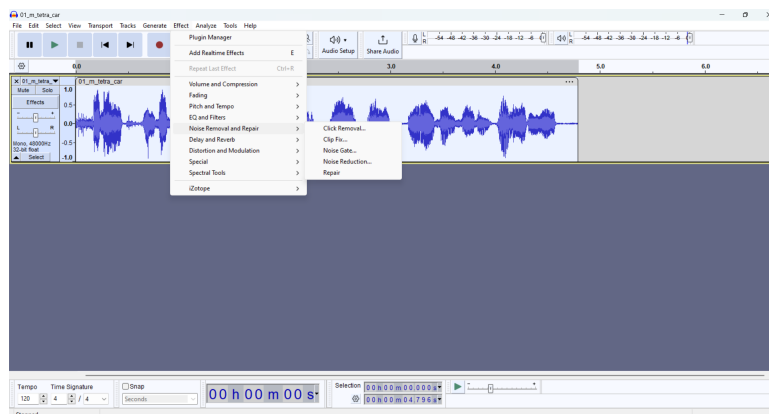 01_m_tetra_car
File Edit Select View Transport Tracks Generate Effect Analyze Tools Help
Plugin Manager
Add Realtime Effects E
Repeat Last Effect Ctrl+R
Volume and Compression
Fading
Pitch and Tempo
EQ and Filters
Noise Removal and Repair
Delay and Reverb
Distortion and Modulation
Special
Spectral Tools
iZotope
Click Removal...
Clip Fix...
Noise Gate...
Noise Reduction...
Repair
Audio Setup
Share Audio
L
R
-54 -48 -42 -36 -30 -24 -18 -12 -6
L
R
-54 -48 -42 -36 -30 -24 -18 -12 -6
0.0 3.0 4.0 5.0 6.0
01_m_tetra_
01_m_tetra_car
Mute Solo
Effects
L R
Mono, 48000Hz
32-bit float
Select
1.0
0.5
0.0
-0.5
-1.0
Tempo
120
Time Signature
4 / 4
Snap
Seconds
00 h 00 m 00 s
Selection
00 h 00 m 00.000 s
00 h 00 m 04.796 s